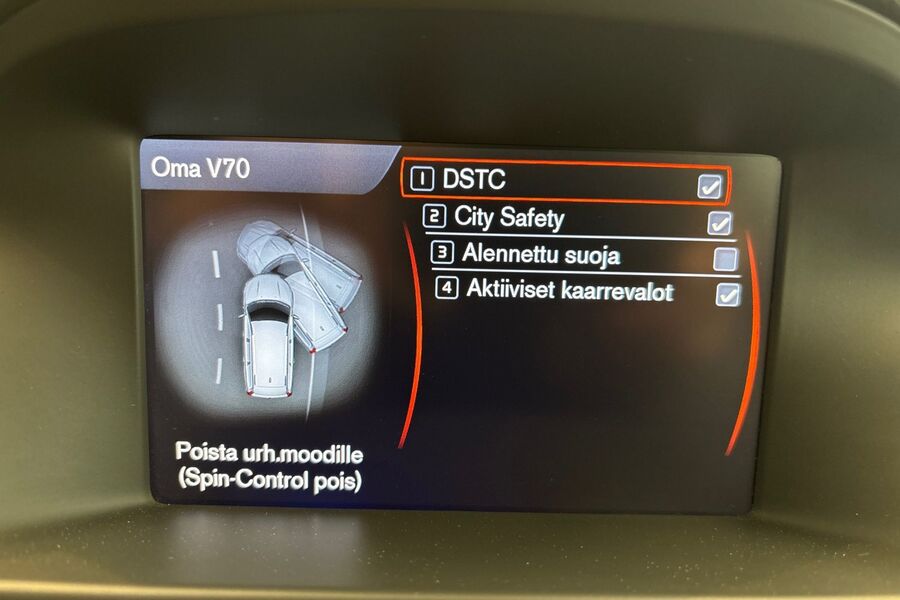 Oma V70
1 DSTC
2 City Safety
3 Alennettu suoja
4 Aktiiviset kaarrevalot
Poista urh.moodille
(Spin-Control pois)